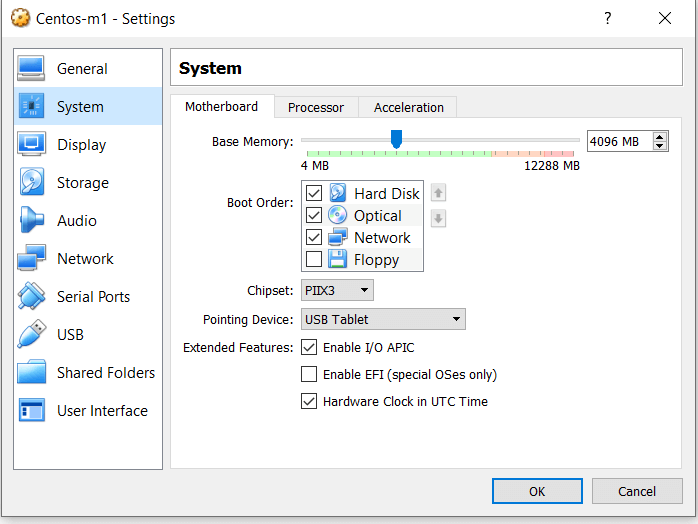 Centos-m1 - Settings
?
General
System
Display
Storage
Audio
Network
Serial Ports
USB
Shared Folders
User Interface
System
Motherboard Processor Acceleration
Base Memory: 4096 MB
4 MB 12288 MB
Boot Order: Hard Disk
Optical
Network
Floppy
Chipset: PIIX3
Pointing Device: USB Tablet
Extended Features: Enable I/O APIC
Enable EFI (special OSes only)
Hardware Clock in UTC Time
OK Cancel